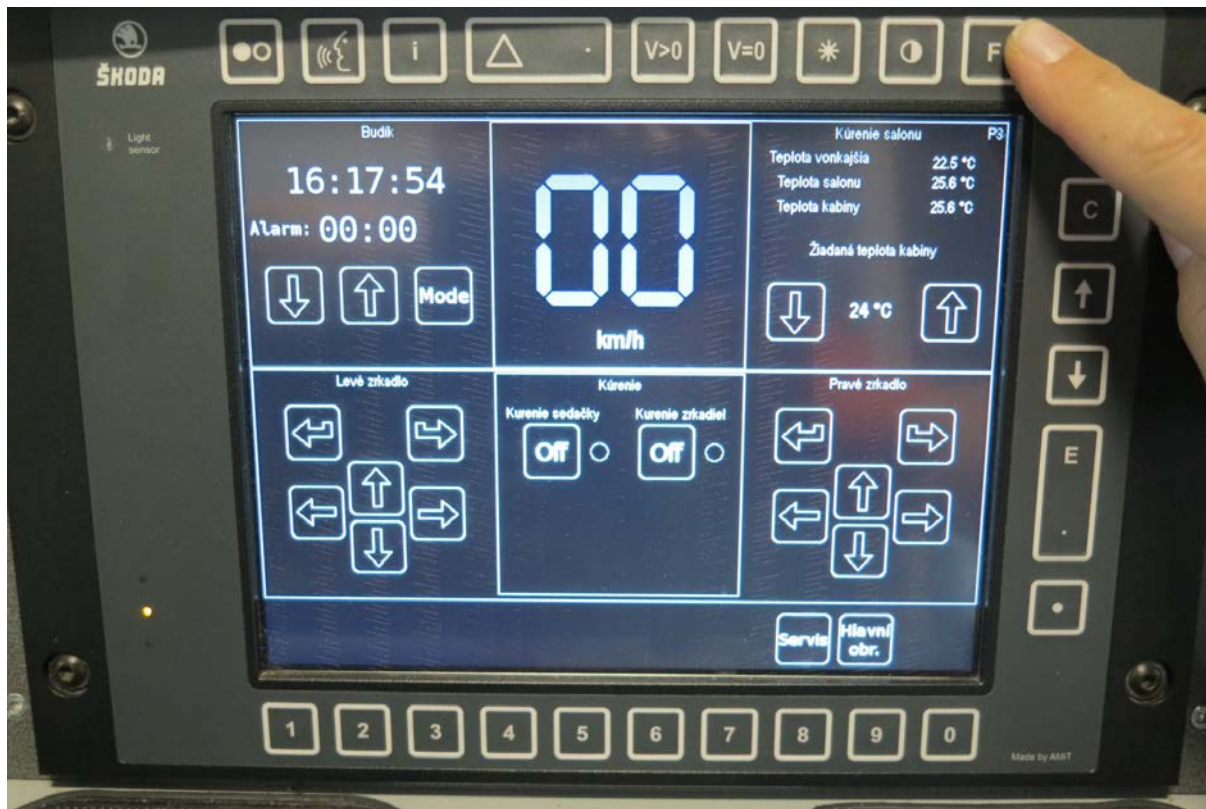 ŠKODA
i
V>0
V=0
F
Light
sensor
Budík
16:17:54
Alarm: 00:00
Mode
00
km/h
Kúrenie salonu
P3
Teplota vonkajšia 22.5 °C
Teplota salonu 25.6 °C
Teplota kabiny 25.6 °C
Žiadaná teplota kabiny
24 °C
C
E
Levé zrkadlo
Kúrenie
Kurenie sedačky
Kurenie zrkadiel
Off
Off
Pravé zrkadlo
Servis
Hlavní
obr.
1 2 3 4 5 6 7 8 9 0
Made by AMiT